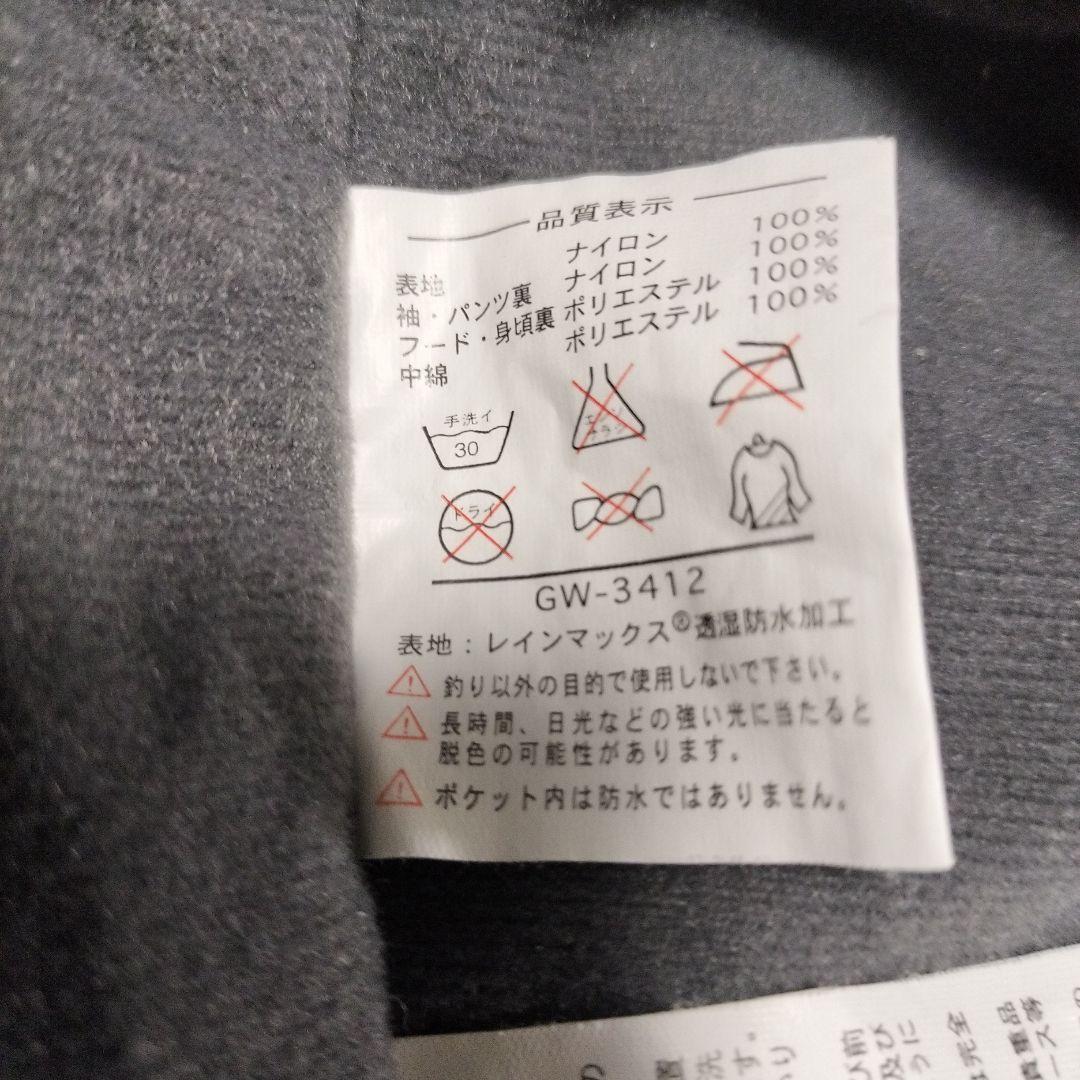 品質表示
表地 ナイロン 100%
袖・パンツ裏 ナイロン 100%
フード・身頃裏 ポリエステル 100%
中綿 ポリエステル 100%
手洗イ
30
エンソ
サラシ
ドライ
GW-3412
表地：レインマックス®透湿防水加工
釣り以外の目的で使用しないで下さい。
長時間、日光などの強い光に当たると
脱色の可能性があります。
ポケット内は防水ではありません。